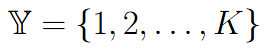 𝕐 = {1, 2, . . . , K}